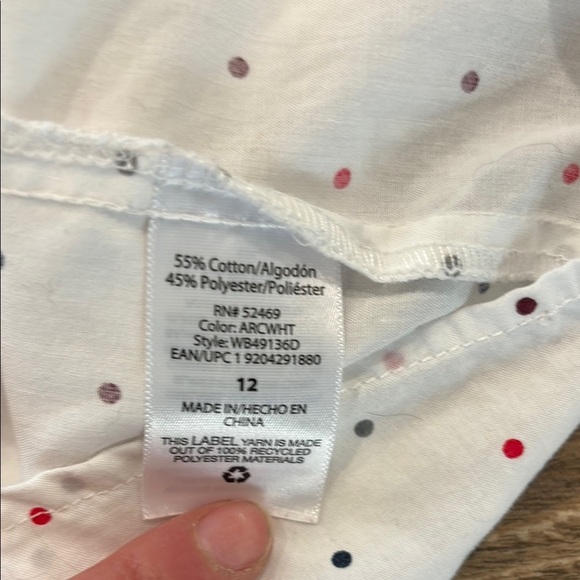 55% Cotton/Algodón
45% Polyester/Poliéster
RN# 52469
Color: ARCWHT
Style: WB49136D
EAN/UPC 1 9204291880
12
MADE IN/HECHO EN
CHINA
THIS LABEL YARN IS MADE
OUT OF 100% RECYCLED
POLYESTER MATERIALS